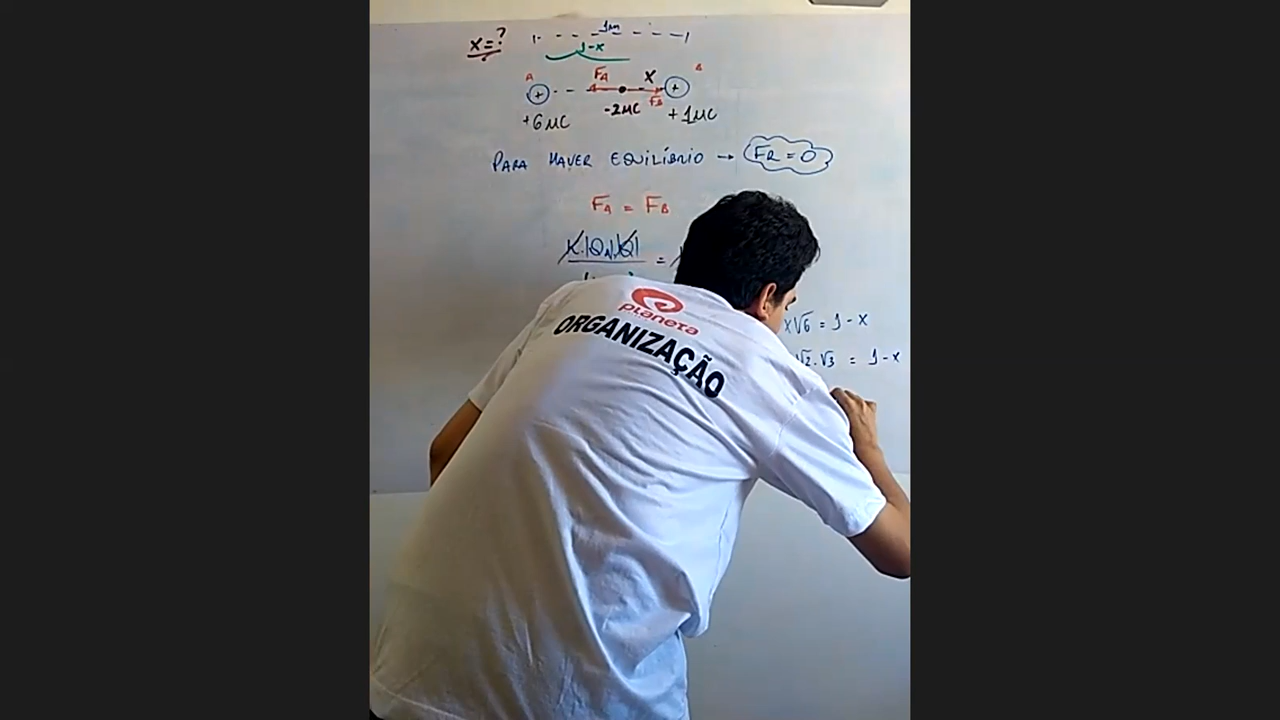 x=?
1m
1-x
A
FA
x
B
FB
+
+
+6μC
-2μC
+1μC
PARA HAVER EQUILÍBRIO → FR = 0
FA = FB
K.|QA|.|Q| =
x√6 = 1-x
√2.√3 = 1-x
planeta
ORGANIZAÇÃO